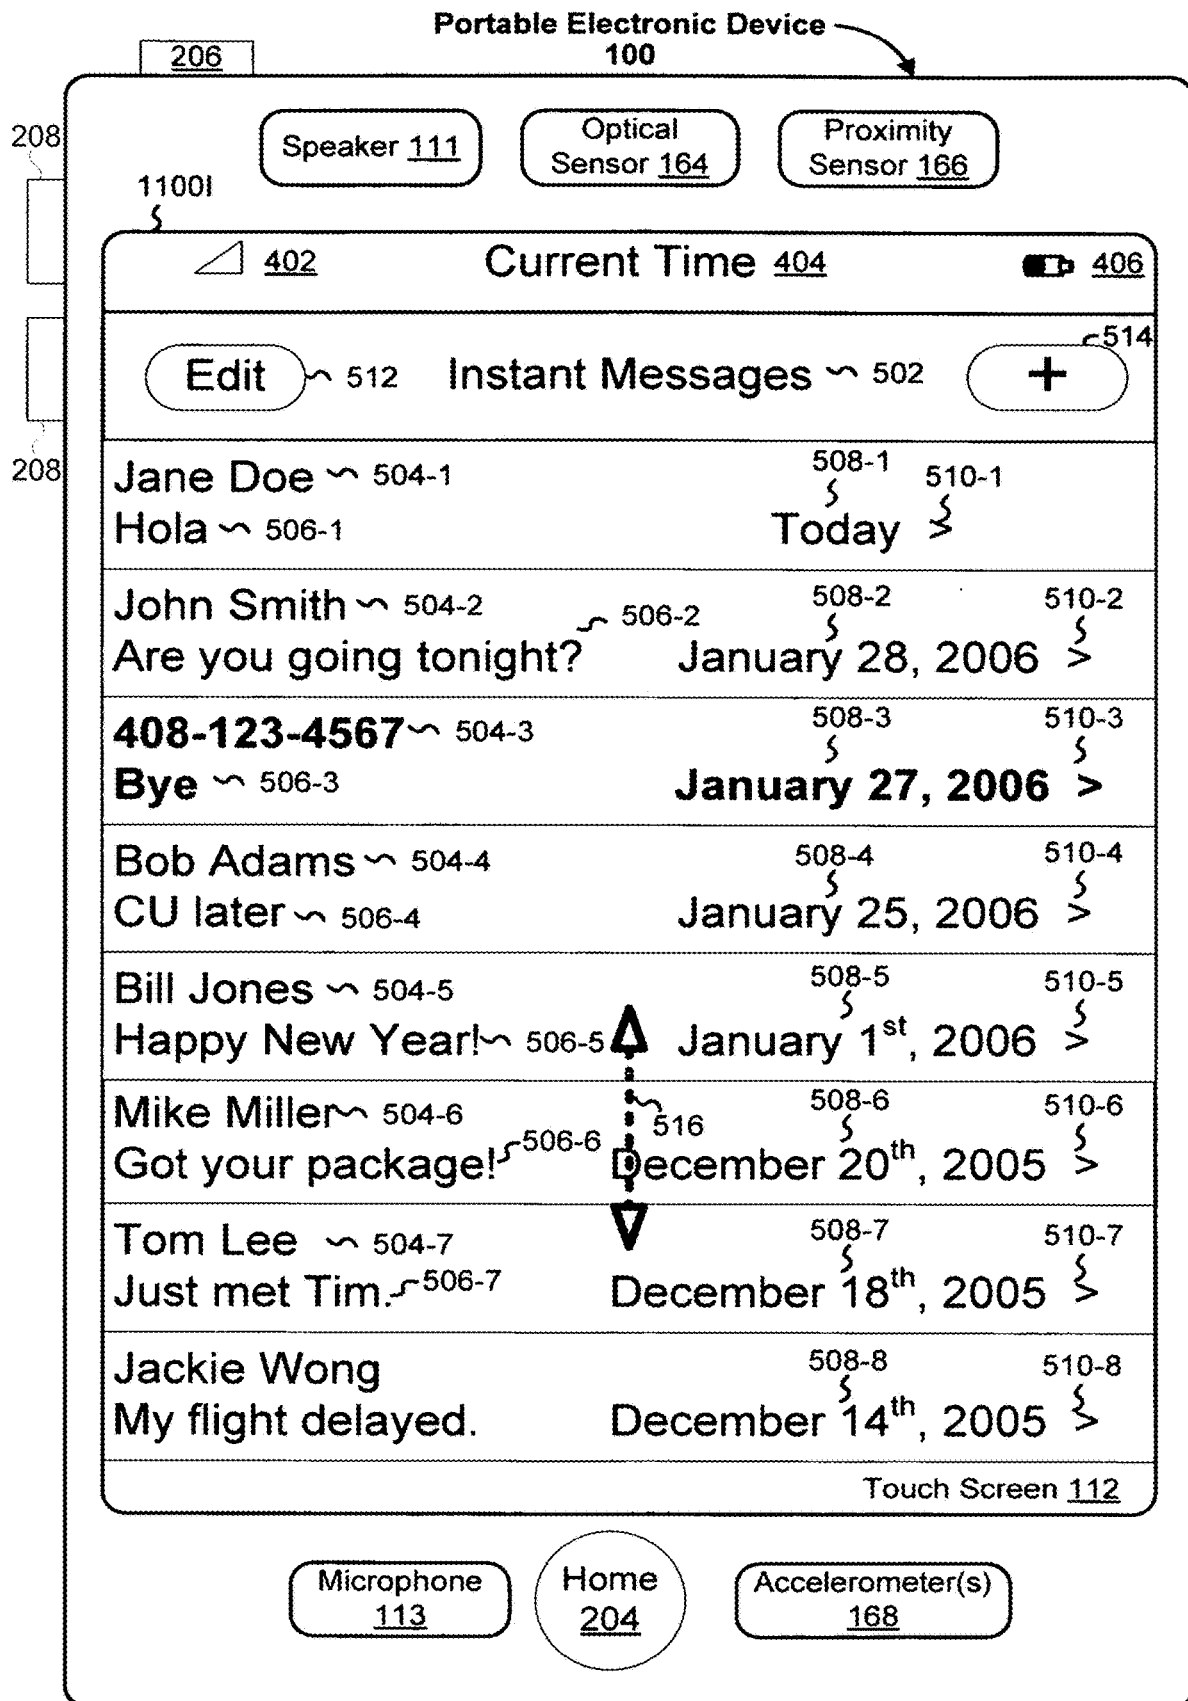 Portable Electronic Device
100
206
208
Speaker 111
Optical
Sensor 164
Proximity
Sensor 166
1100I
402
Current Time 404
406
514
Edit
512
Instant Messages
502
+
208
Jane Doe 504-1
508-1
510-1
Hola 506-1
Today >
John Smith 504-2
506-2
508-2
510-2
Are you going tonight?
January 28, 2006 >
408-123-4567 504-3
508-3
510-3
Bye 506-3
January 27, 2006 >
Bob Adams 504-4
508-4
510-4
CU later 506-4
January 25, 2006 >
Bill Jones 504-5
508-5
510-5
Happy New Year! 506-5
January 1st, 2006 >
Mike Miller 504-6
516
508-6
510-6
Got your package! 506-6
December 20th, 2005 >
Tom Lee 504-7
508-7
510-7
Just met Tim. 506-7
December 18th, 2005 >
Jackie Wong
508-8
510-8
My flight delayed.
December 14th, 2005 >
Touch Screen 112
Microphone
113
Home
204
Accelerometer(s)
168